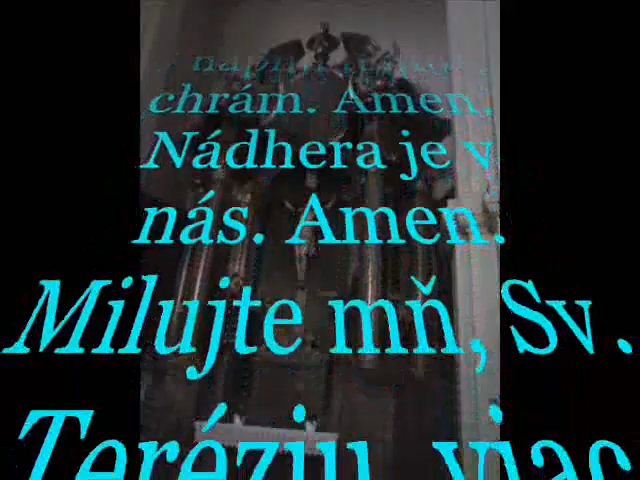 chrám. Amen.
Nádhera je v
nás. Amen.
Milujte mň, Sv.
Teréziu, viac